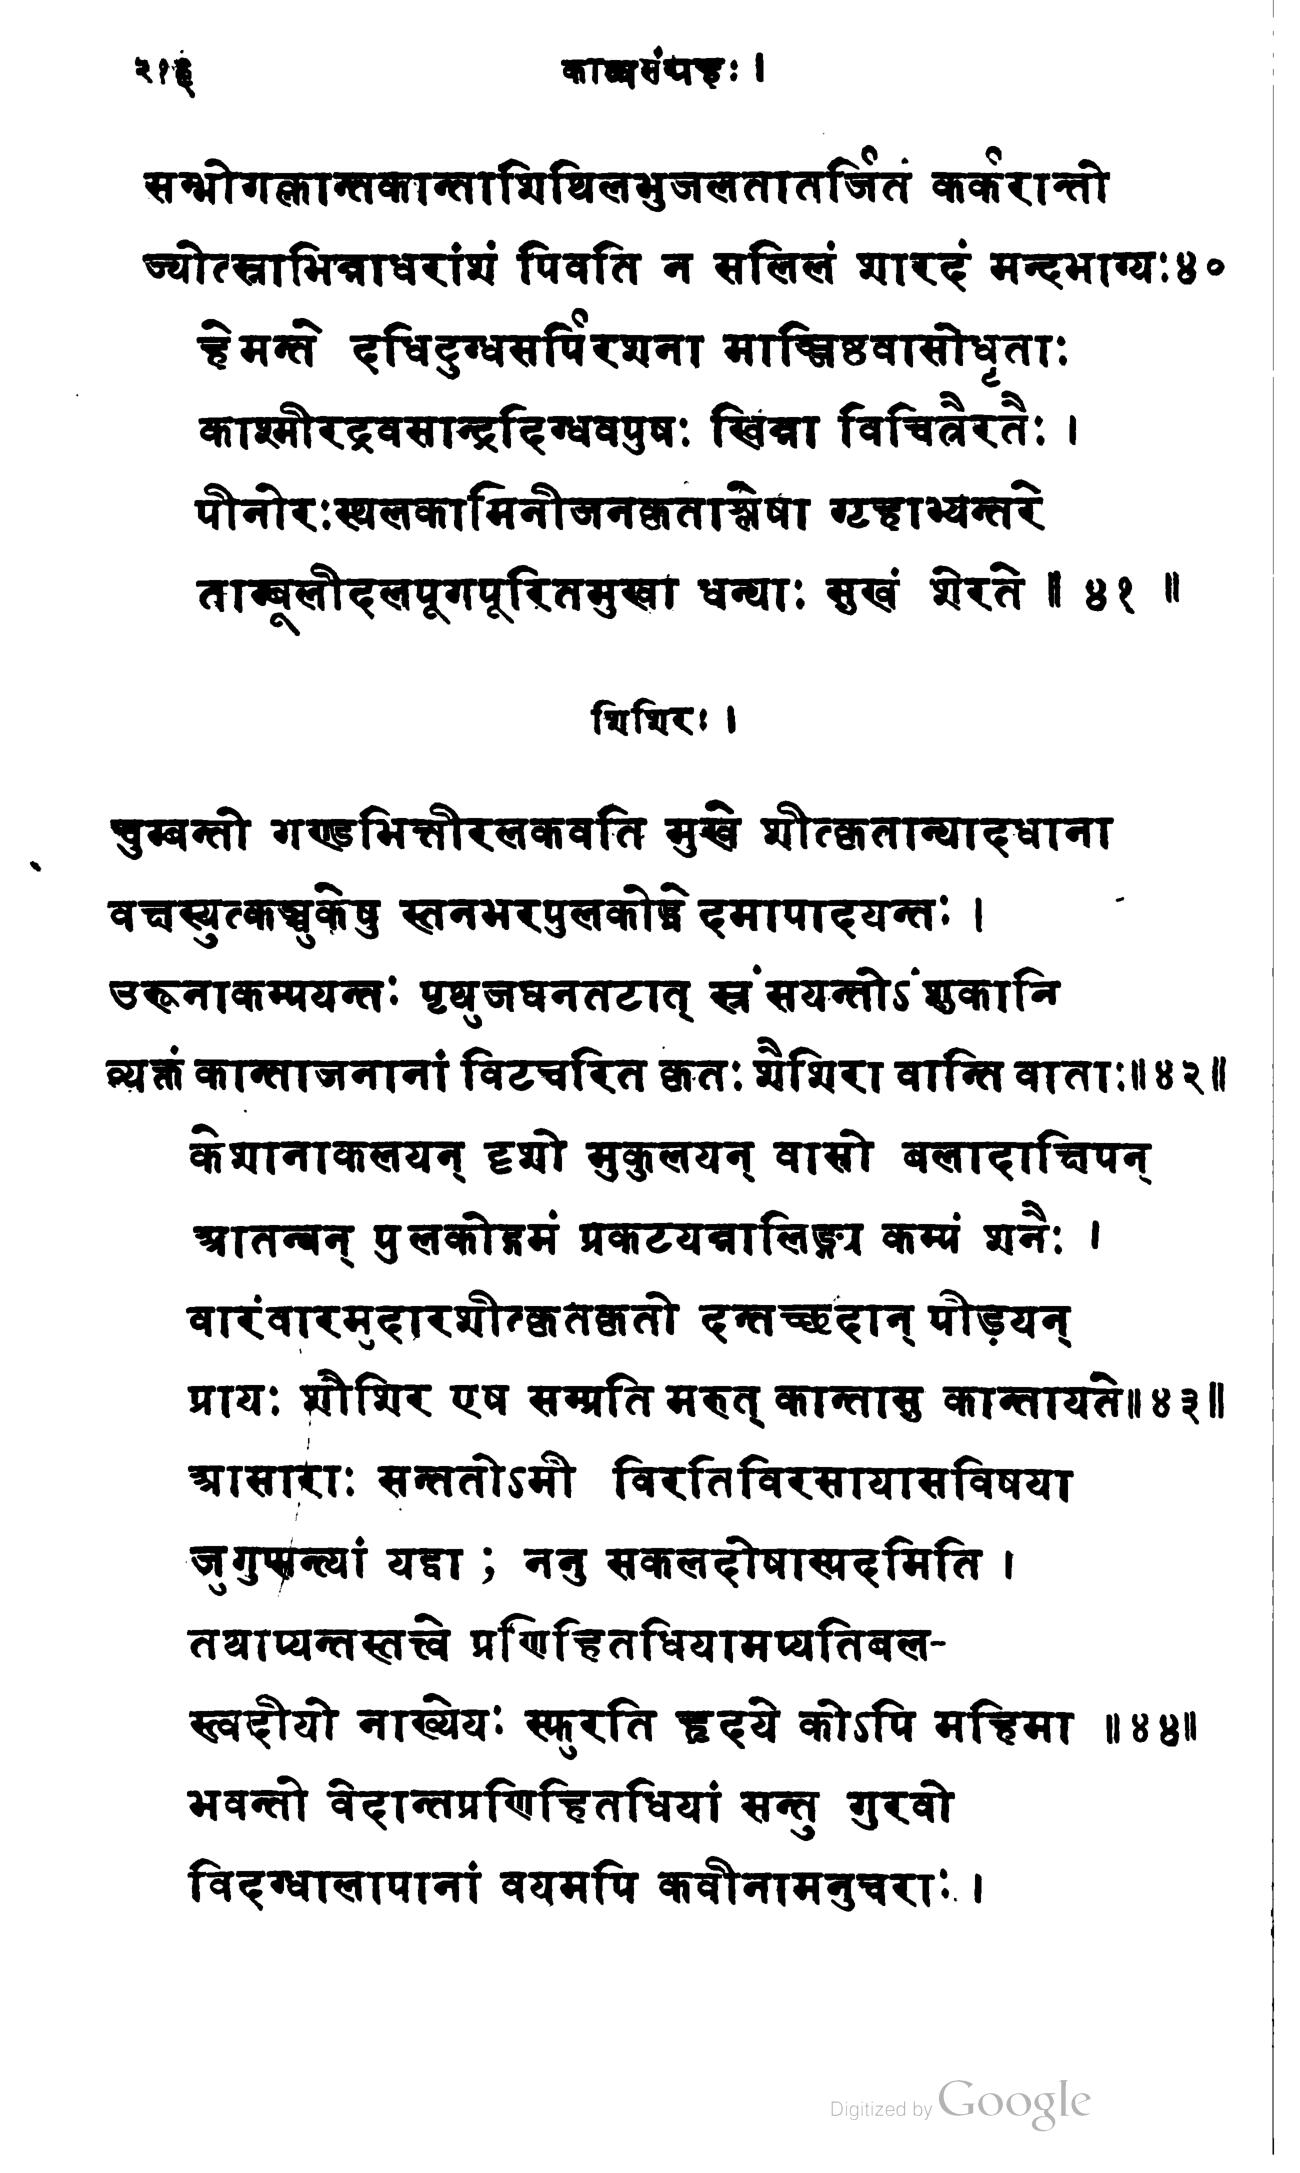 २१६ काव्यसंग्रहः ।
सम्भोगक्लान्तकान्ताशिथिलभुजलतातर्जितं कर्करान्तो
ज्योत्स्नाभिन्नाधरांशं पिवति न सलिलं शारदं मन्दभाग्यः४०
हेमन्ते दधिदुग्धसर्पिरशना माञ्जिष्ठवासोधृताः
काश्मीरद्रवसान्द्रदिग्धवपुषः खिन्ना विचित्रैरतैः ।
पीनोरःस्थलकामिनीजनकृताश्लेषा गृहाभ्यन्तरे
ताम्बूलीदलपूगपूरितमुखा धन्याः सुखं शेरते ॥ ४१ ॥
शिशिरः ।
चुम्बन्तो गण्डभित्तीरलकवति मुखे शीत्कृतान्यादधाना
वक्षस्युत्कञ्चुकेषु स्तनभरपुलकोद्भेदमापादयन्तः ।
उरूनाकम्पयन्तः पृथुजघनतटात् स्रंसयन्तोऽंशुकानि
व्यक्तं कान्ताजनानां विटचरित कृतः शैशिरा वान्ति वाताः॥४२॥
केशानाकलयन् दृशो मुकुलयन् वासो बलादाक्षिपन्
आतन्वन् पुलकोद्गमं प्रकटयन्नालिङ्ग्य कम्पं शनैः ।
वारंवारमुदारशीत्कृतकृतो दन्तच्छदान् पीडयन्
प्रायः शैशिर एष सम्प्रति मरुत् कान्तासु कान्तायते॥४३॥
आसाराः सन्ततोऽमी विरतिविरसायासविषया
जुगुप्सन्त्यां यद्वा ; ननु सकलदोषास्पदमिति ।
तथाप्यन्तस्तत्त्वे प्रणिहितधियामप्यतिबल-
स्त्वदीयो नाख्येयः स्फुरति हृदये कोऽपि महिमा ॥४४॥
भवन्तो वेदान्तप्रणिहितधियां सन्तु गुरवो
विदग्धालापानां वयमपि कवीनामनुचराः ।
Digitized by Google